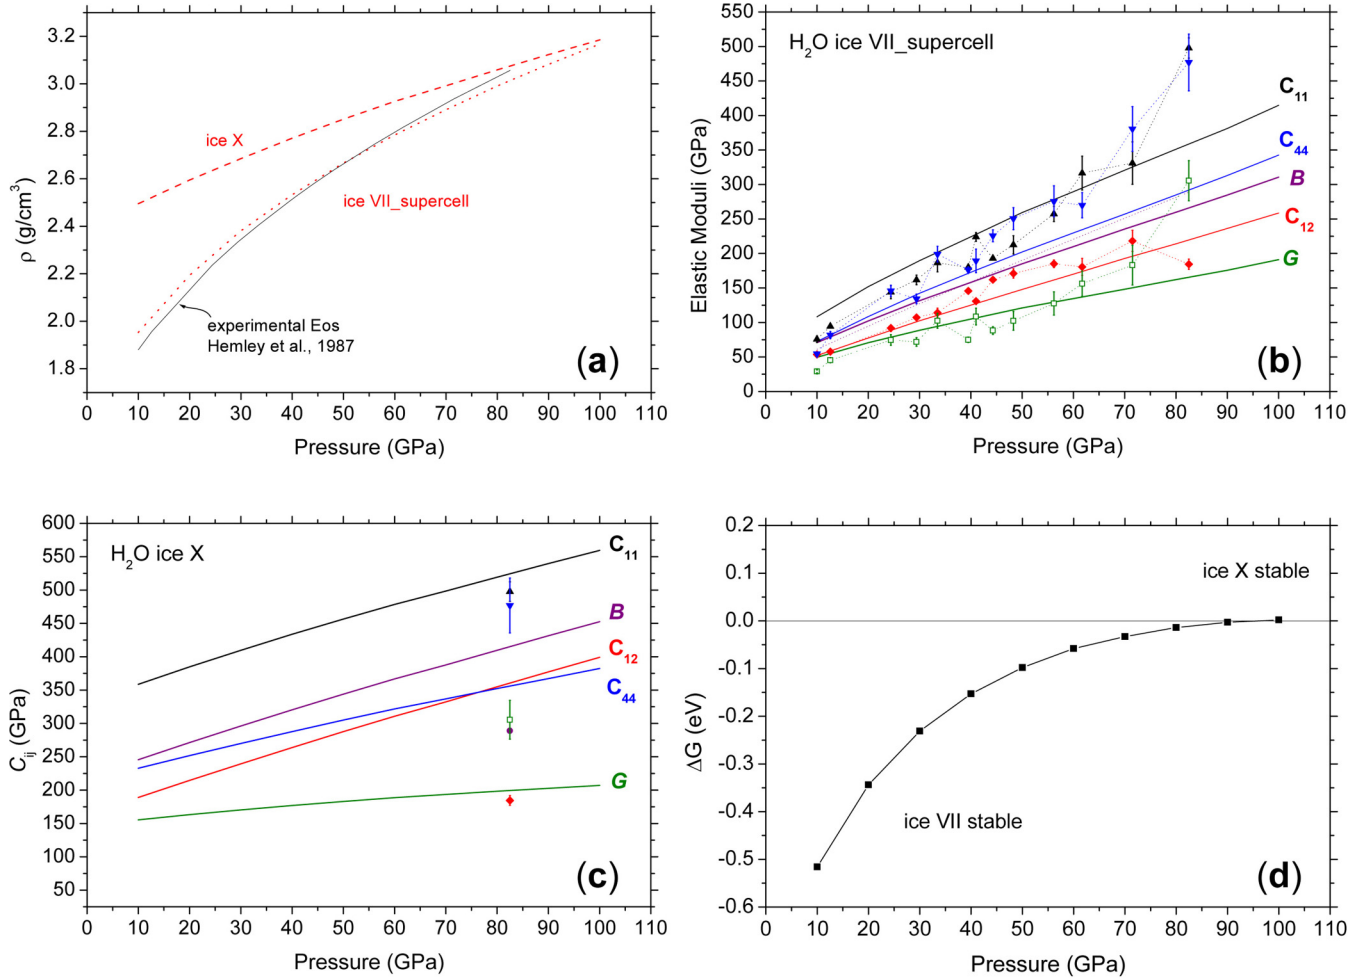 3.2
3.0
2.8
2.6
2.4
2.2
2.0
1.8
ρ (g/cm³)
ice X
ice VII_supercell
experimental Eos
Hemley et al., 1987
(a)
0 10 20 30 40 50 60 70 80 90 100 110
Pressure (GPa)
550
500
450
400
350
300
250
200
150
100
50
0
Elastic Moduli (GPa)
H₂O ice VII_supercell
C₁₁
C₄₄
B
C₁₂
G
(b)
0 10 20 30 40 50 60 70 80 90 100 110
Pressure (GPa)
600
550
500
450
400
350
300
250
200
150
100
50
Cᵢⱼ (GPa)
H₂O ice X
C₁₁
B
C₁₂
C₄₄
G
(c)
0 10 20 30 40 50 60 70 80 90 100 110
Pressure (GPa)
0.2
0.1
0.0
-0.1
-0.2
-0.3
-0.4
-0.5
-0.6
ΔG (eV)
ice X stable
ice VII stable
(d)
0 10 20 30 40 50 60 70 80 90 100 110
Pressure (GPa)